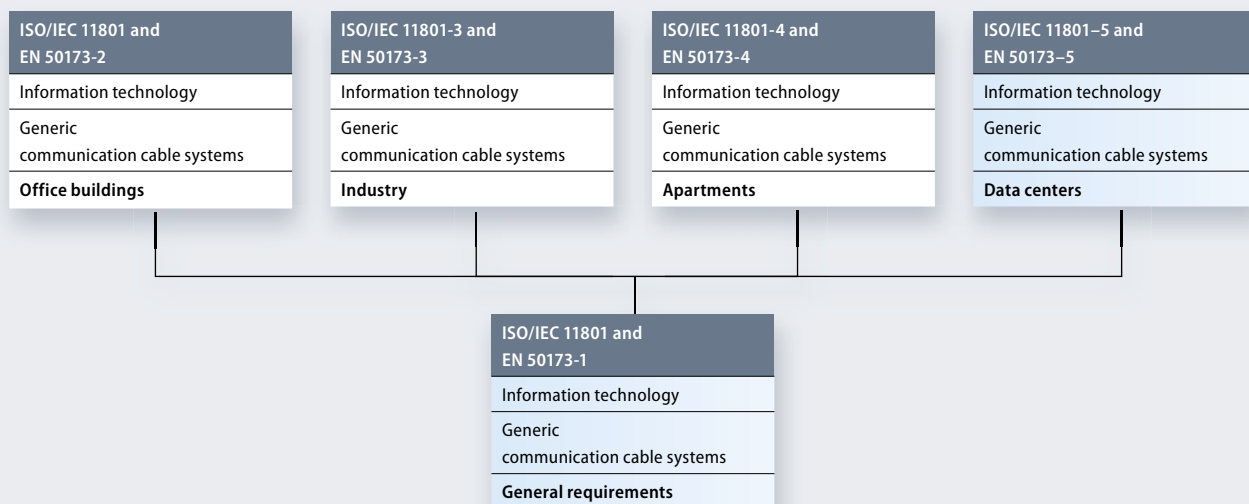 ISO/IEC 11801 and
EN 50173-2
Information technology
Generic
communication cable systems
Office buildings
ISO/IEC 11801-3 and
EN 50173-3
Information technology
Generic
communication cable systems
Industry
ISO/IEC 11801-4 and
EN 50173-4
Information technology
Generic
communication cable systems
Apartments
ISO/IEC 11801–5 and
EN 50173–5
Information technology
Generic
communication cable systems
Data centers
ISO/IEC 11801 and
EN 50173-1
Information technology
Generic
communication cable systems
General requirements